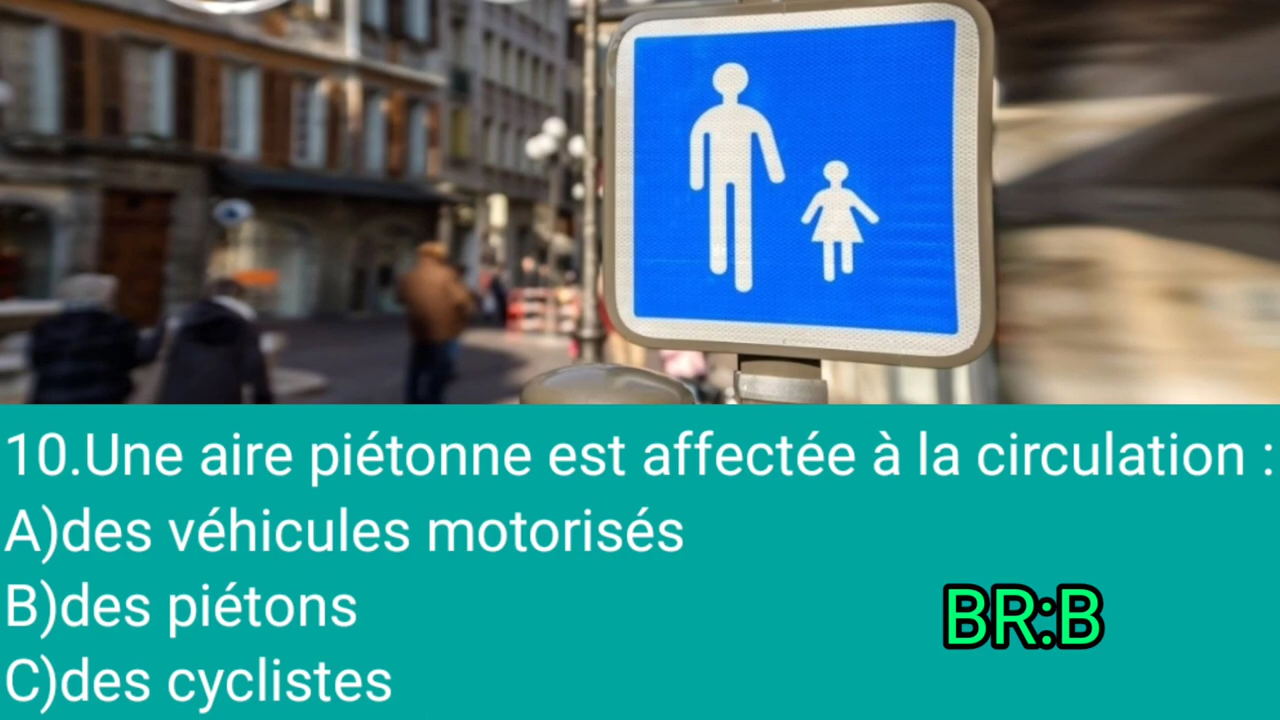 10.Une aire piétonne est affectée à la circulation :
A)des véhicules motorisés
B)des piétons
BR:B
C)des cyclistes